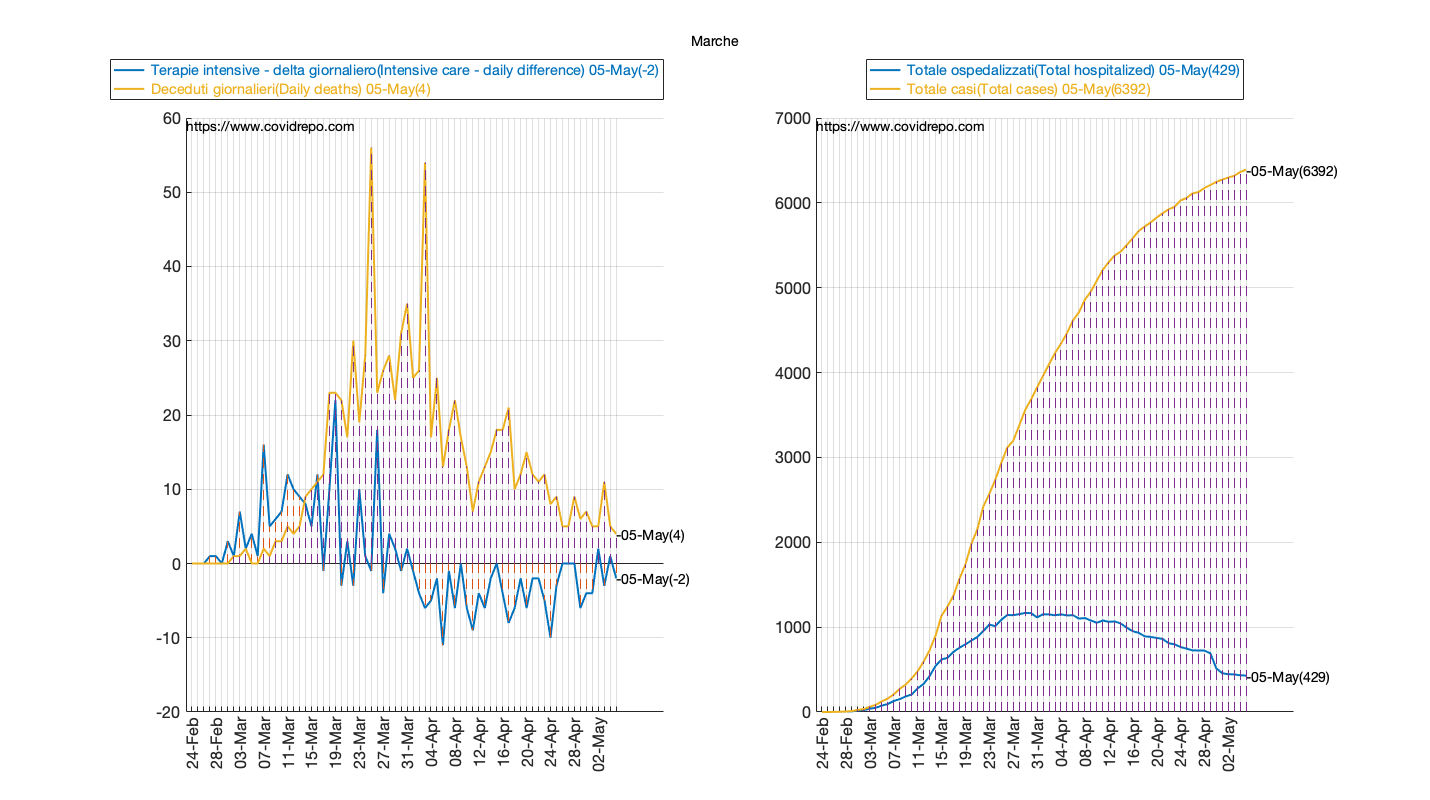 Marche
Terapie intensive - delta giornaliero(Intensive care - daily difference) 05-May(-2)
Deceduti giornalieri(Daily deaths) 05-May(4)
https://www.covidrepo.com
60
50
40
30
20
10
0
-10
-20
-05-May(4)
-05-May(-2)
24-Feb
28-Feb
03-Mar
07-Mar
11-Mar
15-Mar
19-Mar
23-Mar
27-Mar
31-Mar
04-Apr
08-Apr
12-Apr
16-Apr
20-Apr
24-Apr
28-Apr
02-May
Totale ospedalizzati(Total hospitalized) 05-May(429)
Totale casi(Total cases) 05-May(6392)
https://www.covidrepo.com
7000
6000
5000
4000
3000
2000
1000
0
-05-May(6392)
-05-May(429)
24-Feb
28-Feb
03-Mar
07-Mar
11-Mar
15-Mar
19-Mar
23-Mar
27-Mar
31-Mar
04-Apr
08-Apr
12-Apr
16-Apr
20-Apr
24-Apr
28-Apr
02-May